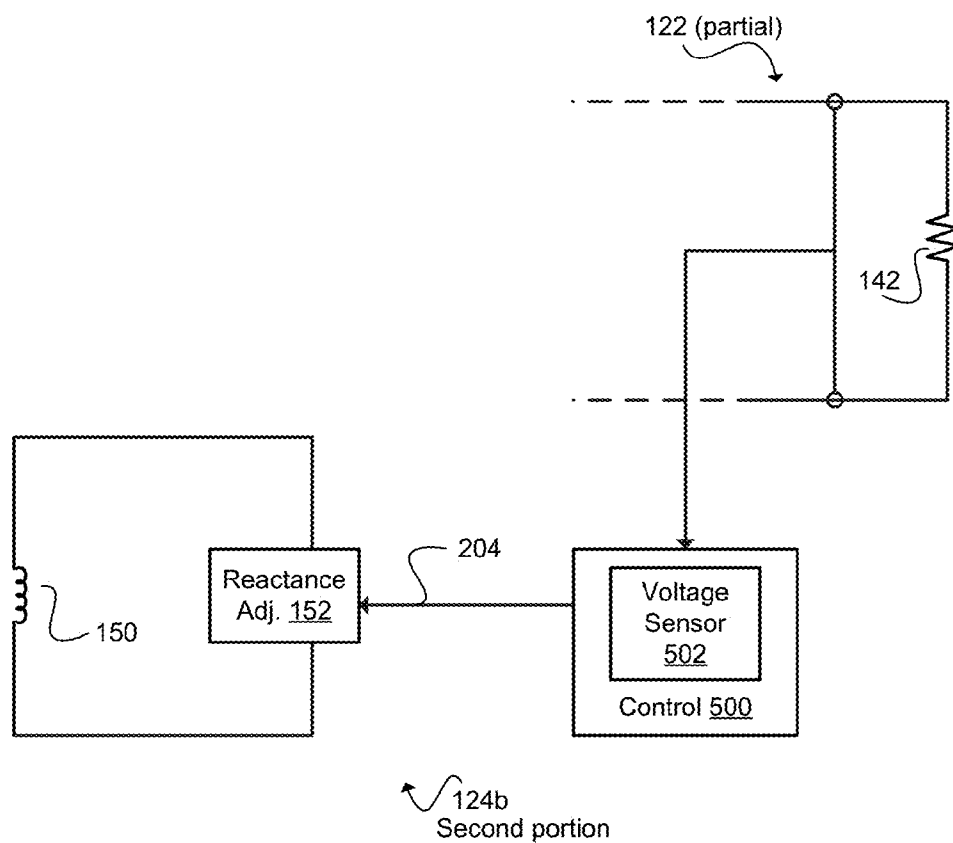 122 (partial)
142
204
Reactance
Adj. 152
150
Voltage
Sensor
502
Control 500
124b
Second portion